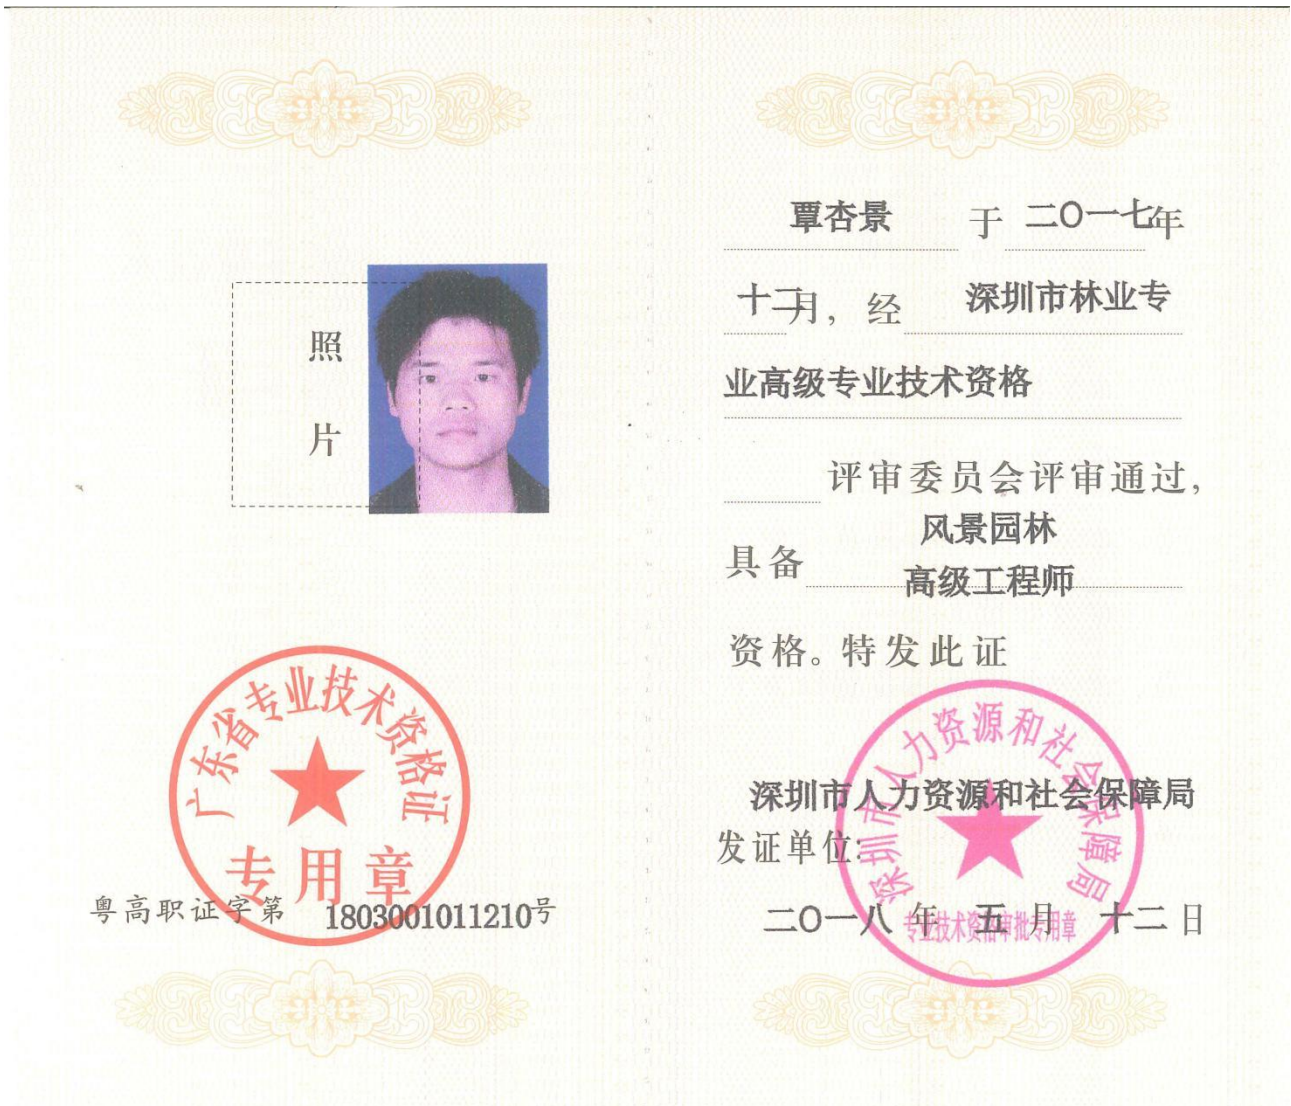 照
片
广东省专业技术资格证
专用章
粤高职证字第 1803001011210号
覃杏景 于 二〇一七年
十二月，经 深圳市林业专
业高级专业技术资格
评审委员会评审通过，
风景园林
具备
高级工程师
资格。特发此证
深圳市人力资源和社会保障局
深圳市人力资源和社会保障局
发证单位：
二〇一八 年 五 月 十二 日
专业技术资格审批专用章